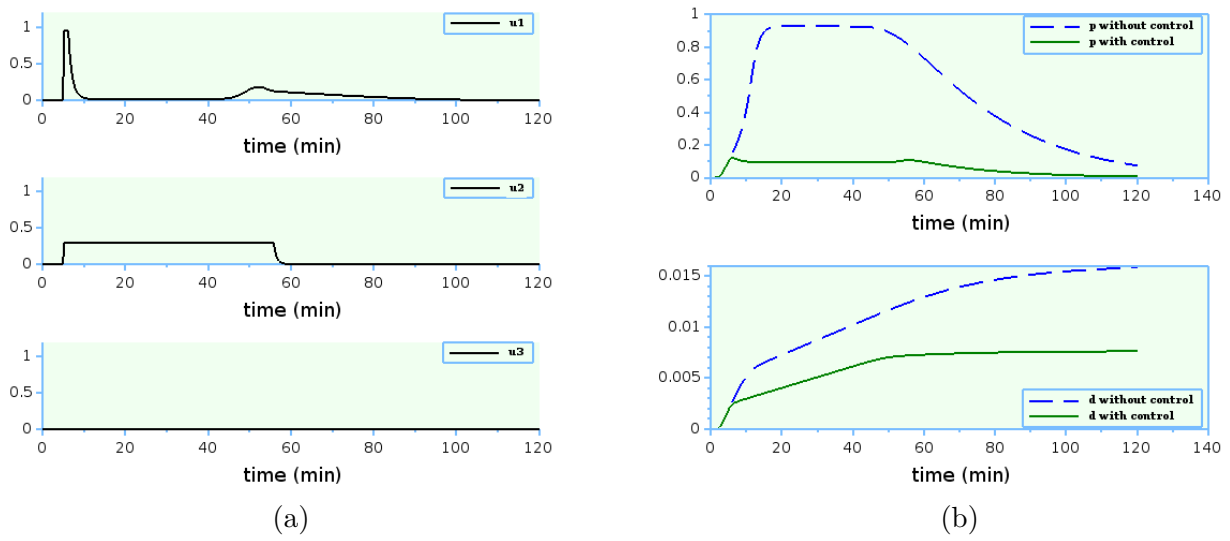 u1
1
0.5
0
0 20 40 60 80 100 120
time (min)
u2
1
0.5
0
0 20 40 60 80 100 120
time (min)
u3
1
0.5
0
0 20 40 60 80 100 120
time (min)
(a)
p without control
p with control
1
0.8
0.6
0.4
0.2
0
0 20 40 60 80 100 120 140
time (min)
0.015
0.01
0.005
0
d without control
d with control
0 20 40 60 80 100 120 140
time (min)
(b)